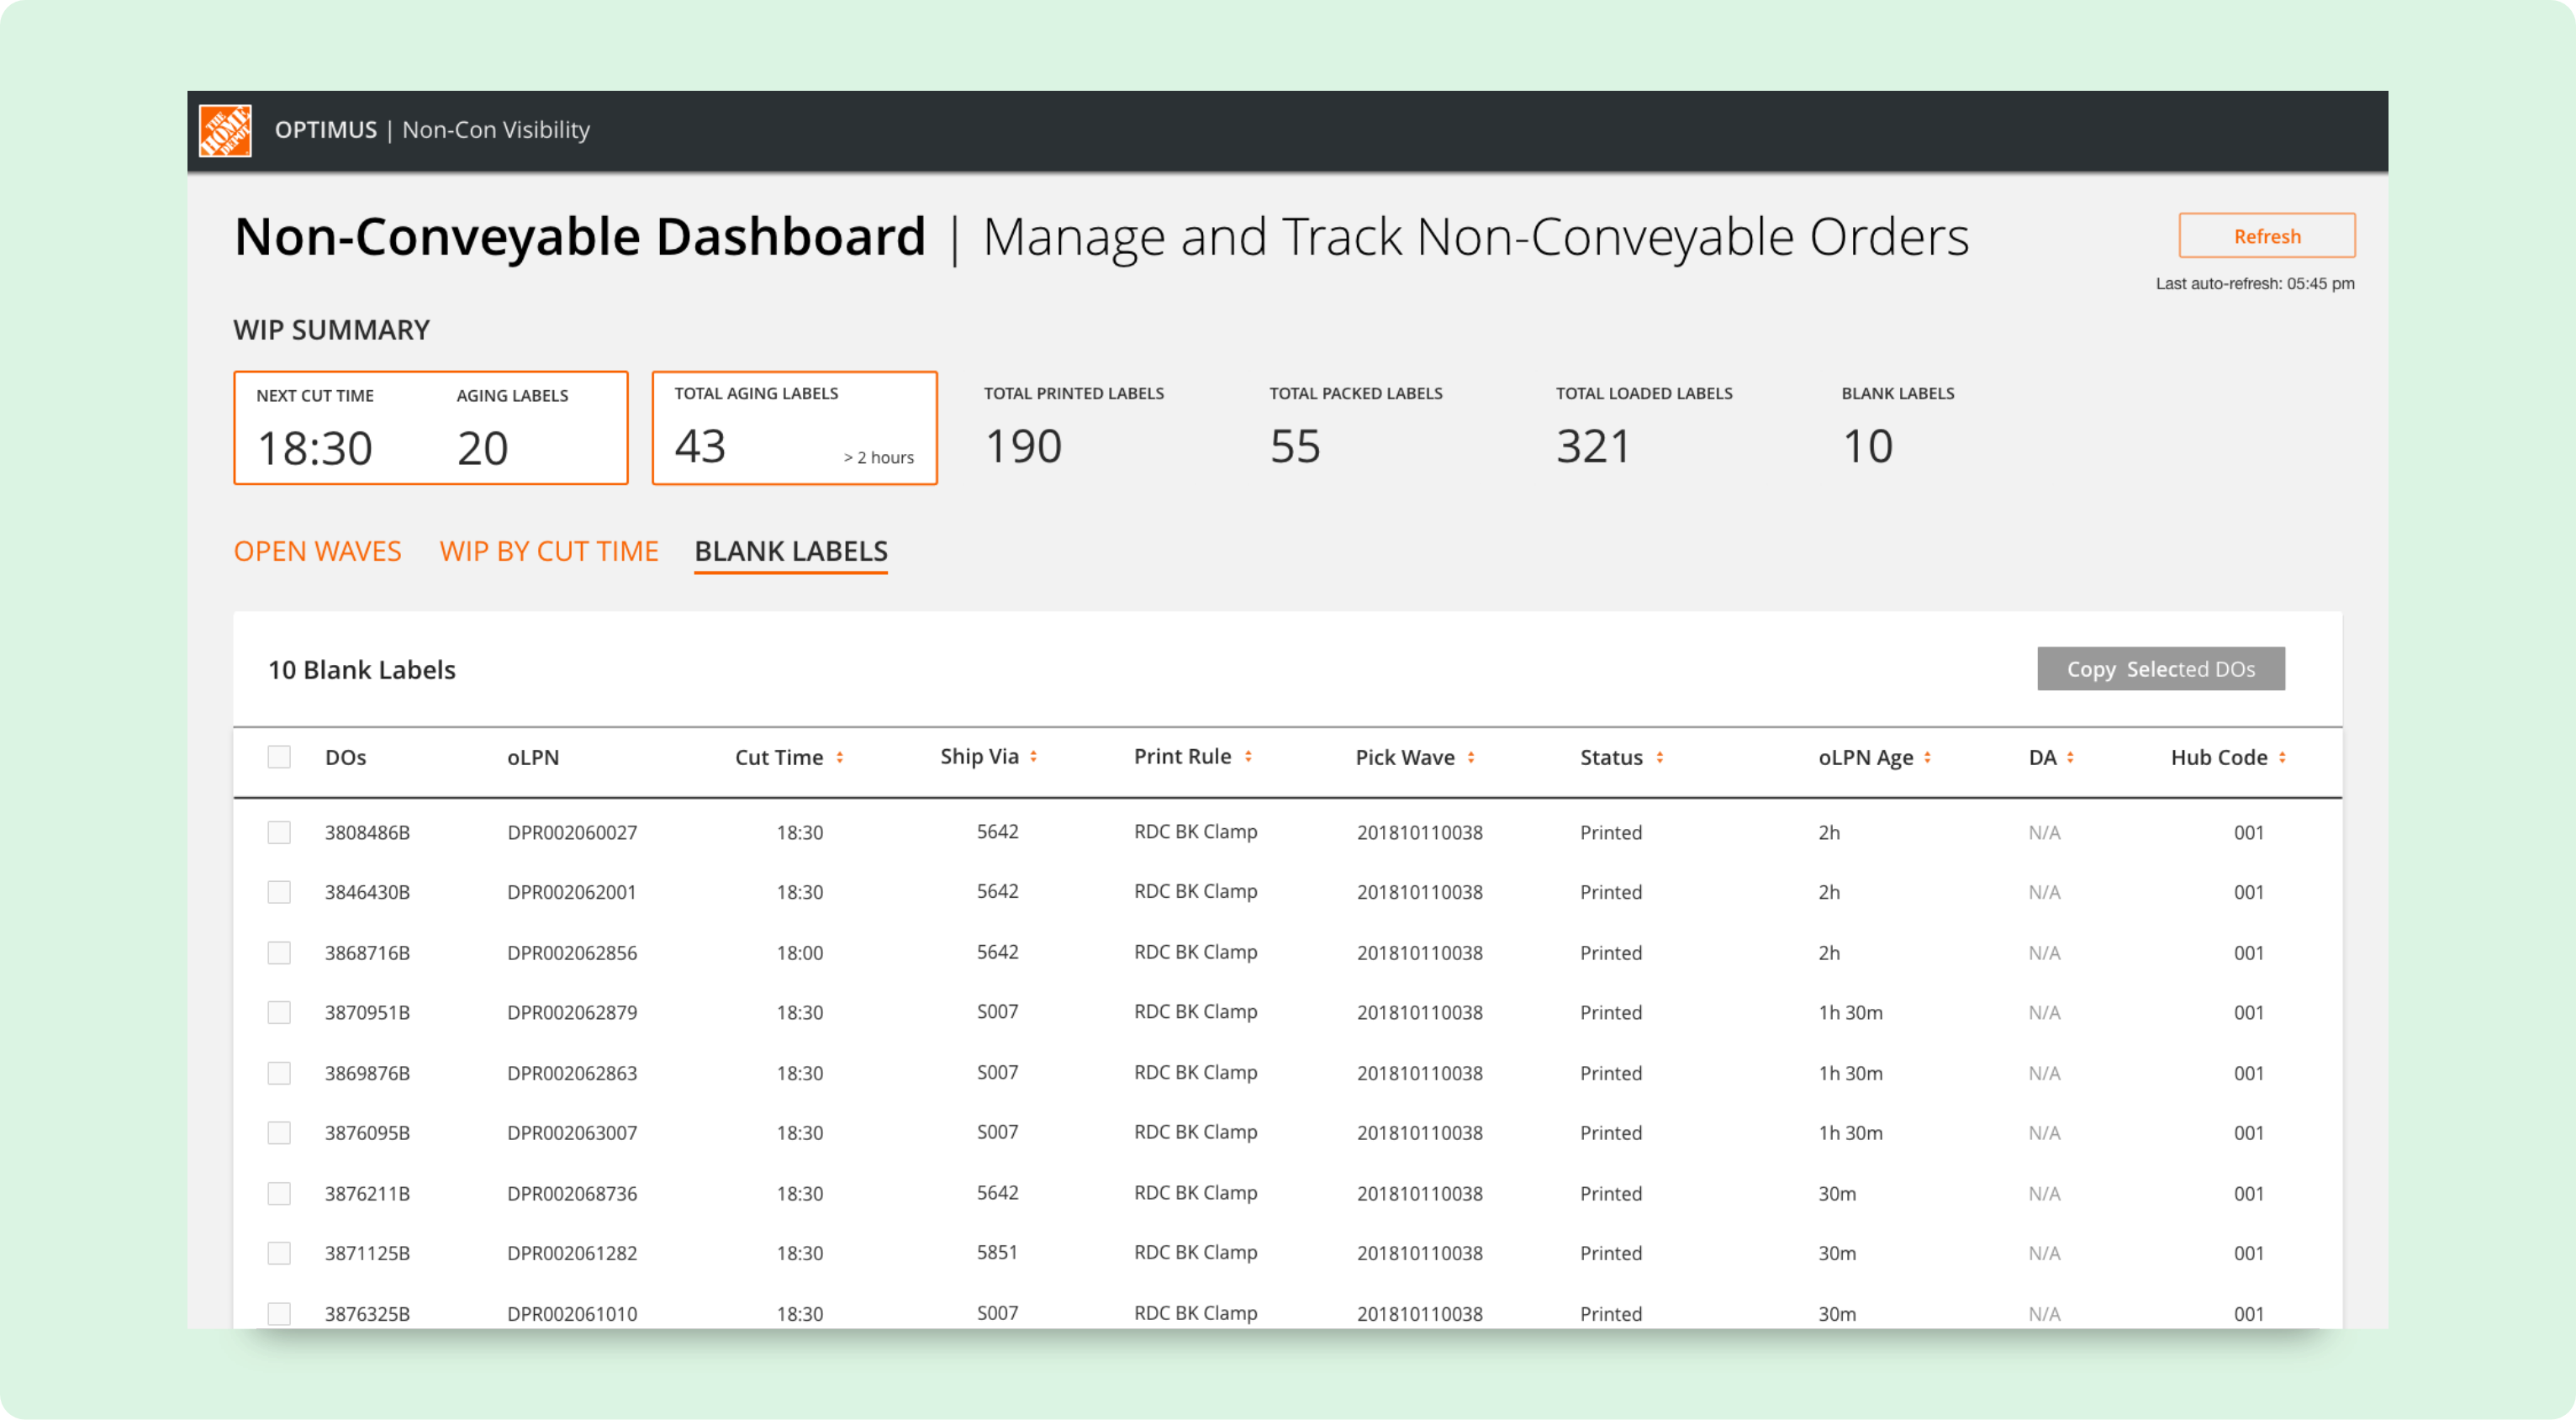 THE HOME DEPOT
OPTIMUS | Non-Con Visibility
Non-Conveyable Dashboard | Manage and Track Non-Conveyable Orders
Refresh
Last auto-refresh: 05:45 pm
WIP SUMMARY
NEXT CUT TIME AGING LABELS TOTAL AGING LABELS TOTAL PRINTED LABELS TOTAL PACKED LABELS TOTAL LOADED LABELS BLANK LABELS
18:30 20 43 > 2 hours 190 55 321 10
OPEN WAVES WIP BY CUT TIME BLANK LABELS
10 Blank Labels Copy Selected DOs
DOs oLPN Cut Time Ship Via Print Rule Pick Wave Status oLPN Age DA Hub Code
3808486B DPR002060027 18:30 5642 RDC BK Clamp 201810110038 Printed 2h N/A 001
3846430B DPR002062001 18:30 5642 RDC BK Clamp 201810110038 Printed 2h N/A 001
3868716B DPR002062856 18:00 5642 RDC BK Clamp 201810110038 Printed 2h N/A 001
3870951B DPR002062879 18:30 S007 RDC BK Clamp 201810110038 Printed 1h 30m N/A 001
3869876B DPR002062863 18:30 S007 RDC BK Clamp 201810110038 Printed 1h 30m N/A 001
3876095B DPR002063007 18:30 S007 RDC BK Clamp 201810110038 Printed 1h 30m N/A 001
3876211B DPR002068736 18:30 5642 RDC BK Clamp 201810110038 Printed 30m N/A 001
3871125B DPR002061282 18:30 5851 RDC BK Clamp 201810110038 Printed 30m N/A 001
3876325B DPR002061010 18:30 S007 RDC BK Clamp 201810110038 Printed 30m N/A 001